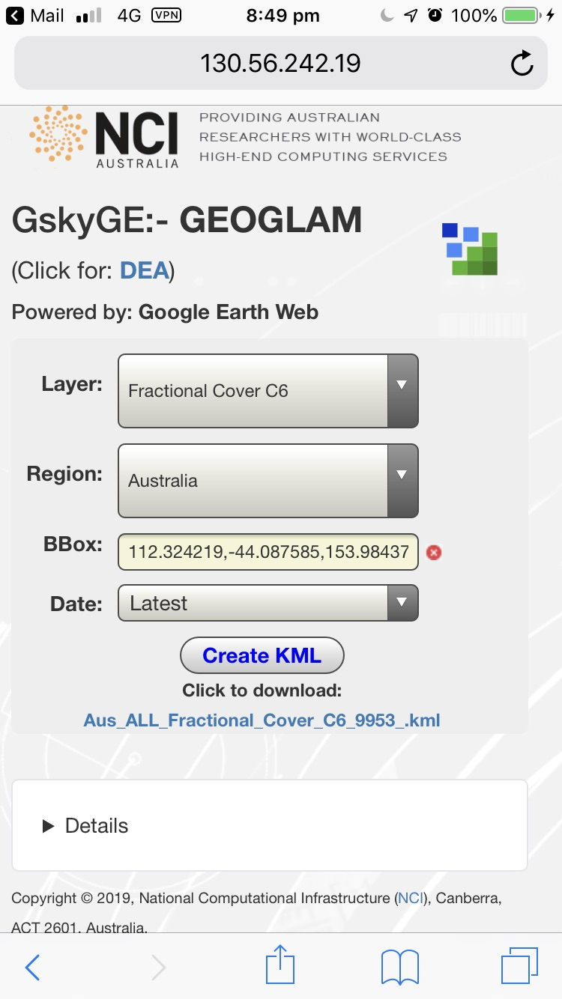 Mail 4G VPN 8:49 pm 100%
130.56.242.19
NCI
AUSTRALIA
PROVIDING AUSTRALIAN
RESEARCHERS WITH WORLD-CLASS
HIGH-END COMPUTING SERVICES
GskyGE:- GEOGLAM
(Click for: DEA)
Powered by: Google Earth Web
Layer: Fractional Cover C6
Region: Australia
BBox: 112.324219,-44.087585,153.98437
Date: Latest
Create KML
Click to download:
Aus_ALL_Fractional_Cover_C6_9953_.kml
Details
Copyright © 2019, National Computational Infrastructure (NCI), Canberra,
ACT 2601, Australia.